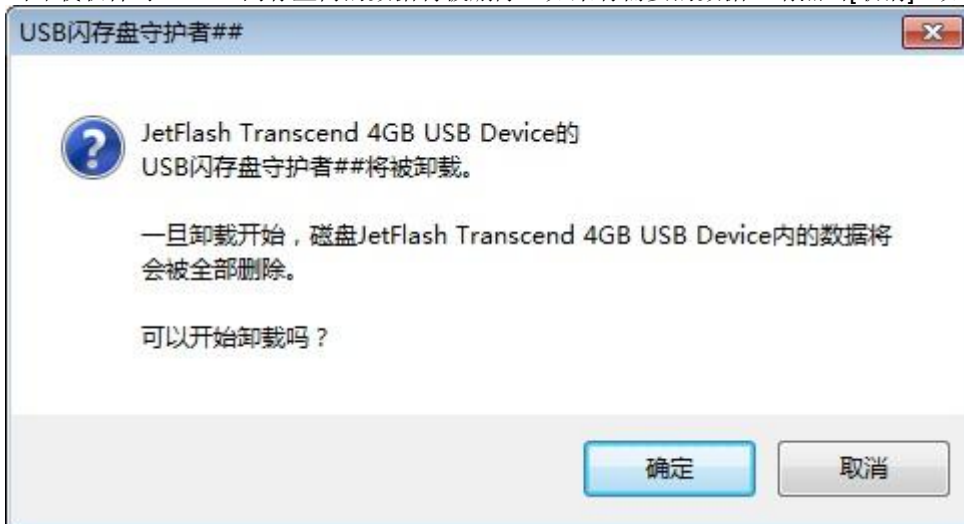 USB闪存盘守护者##
JetFlash Transcend 4GB USB Device的
USB闪存盘守护者##将被卸载。
一旦卸载开始，磁盘JetFlash Transcend 4GB USB Device内的数据将
会被全部删除。
可以开始卸载吗？
确定
取消